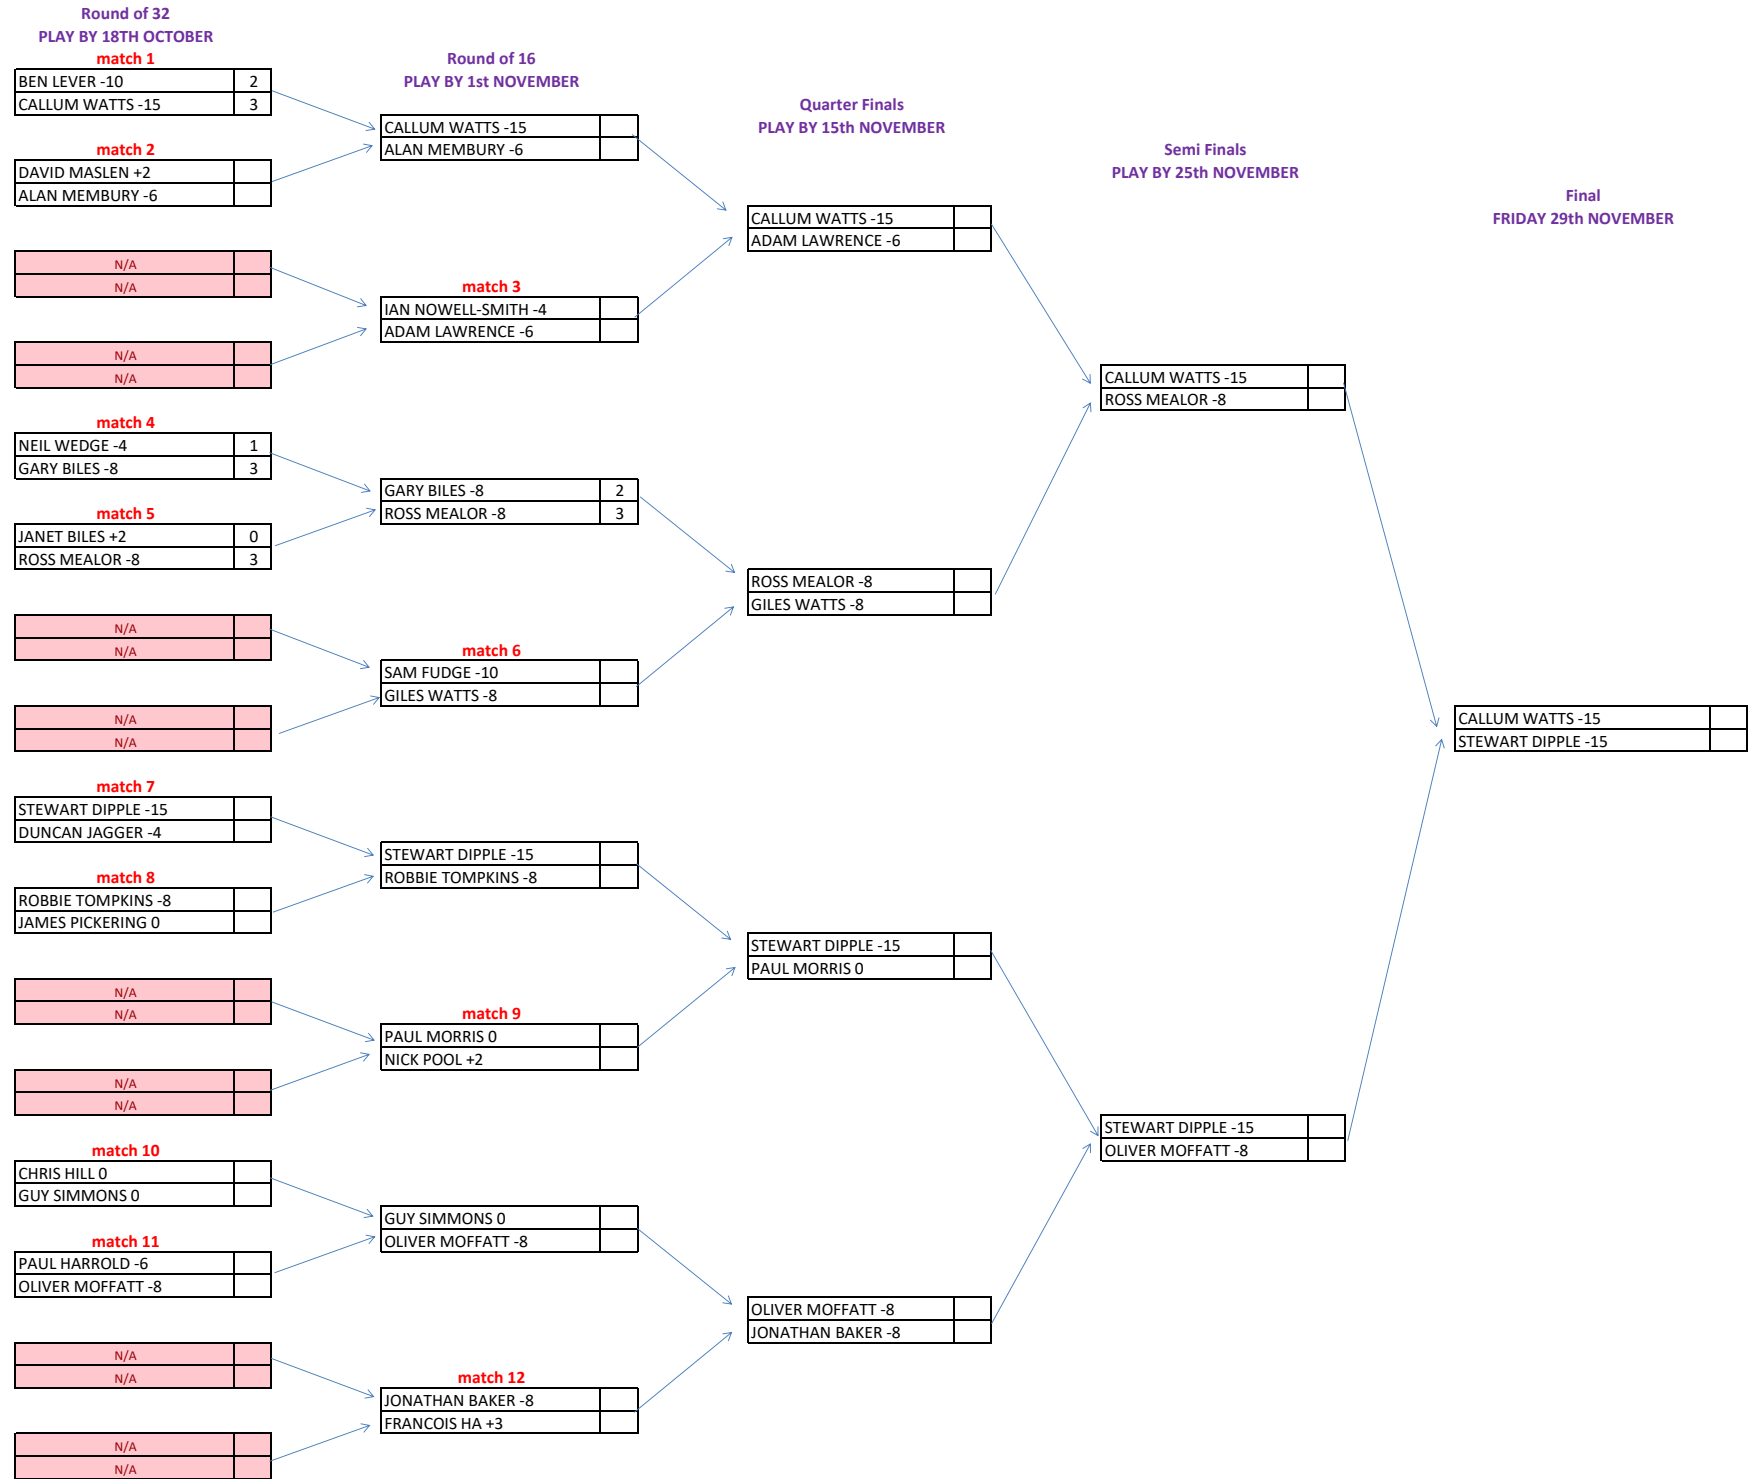 Round of 32
PLAY BY 18TH OCTOBER
match 1
BEN LEVER -10 2
CALLUM WATTS -15 3
match 2
DAVID MASLEN +2
ALAN MEMBURY -6
N/A
N/A
N/A
N/A
match 4
NEIL WEDGE -4 1
GARY BILES -8 3
match 5
JANET BILES +2 0
ROSS MEALOR -8 3
N/A
N/A
N/A
N/A
match 7
STEWART DIPPLE -15
DUNCAN JAGGER -4
match 8
ROBBIE TOMPKINS -8
JAMES PICKERING 0
N/A
N/A
N/A
N/A
match 10
CHRIS HILL 0
GUY SIMMONS 0
match 11
PAUL HARROLD -6
OLIVER MOFFATT -8
N/A
N/A
N/A
N/A
Round of 16
PLAY BY 1st NOVEMBER
CALLUM WATTS -15
ALAN MEMBURY -6
match 3
IAN NOWELL-SMITH -4
ADAM LAWRENCE -6
GARY BILES -8 2
ROSS MEALOR -8 3
match 6
SAM FUDGE -10
GILES WATTS -8
STEWART DIPPLE -15
ROBBIE TOMPKINS -8
match 9
PAUL MORRIS 0
NICK POOL +2
GUY SIMMONS 0
OLIVER MOFFATT -8
match 12
JONATHAN BAKER -8
FRANCOIS HA +3
Quarter Finals
PLAY BY 15th NOVEMBER
CALLUM WATTS -15
ADAM LAWRENCE -6
ROSS MEALOR -8
GILES WATTS -8
STEWART DIPPLE -15
PAUL MORRIS 0
OLIVER MOFFATT -8
JONATHAN BAKER -8
Semi Finals
PLAY BY 25th NOVEMBER
CALLUM WATTS -15
ROSS MEALOR -8
STEWART DIPPLE -15
OLIVER MOFFATT -8
Final
FRIDAY 29th NOVEMBER
CALLUM WATTS -15
STEWART DIPPLE -15